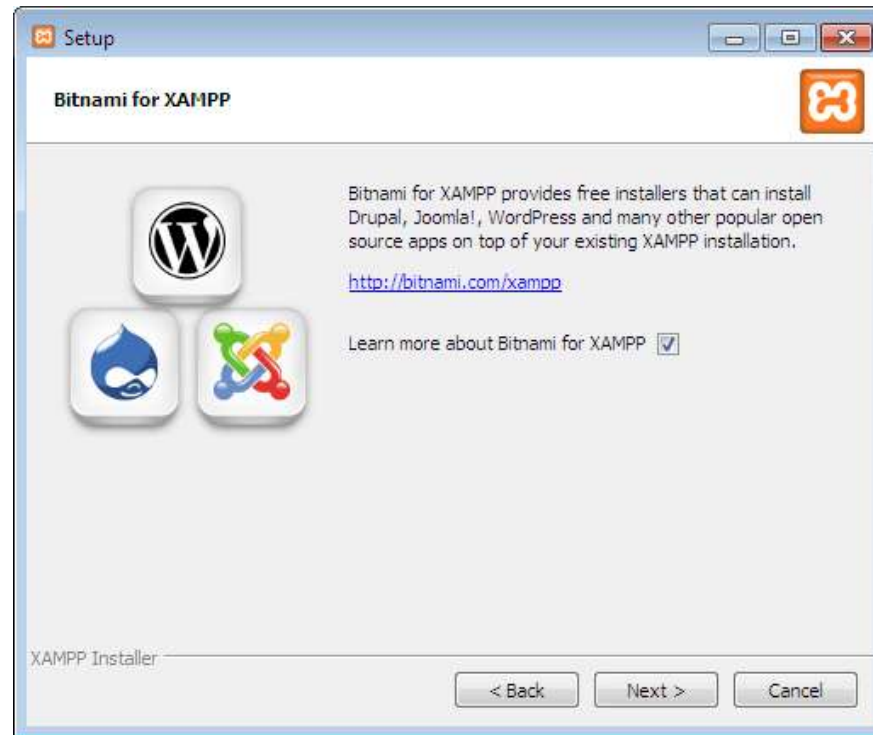 Setup
Bitnami for XAMPP
Bitnami for XAMPP provides free installers that can install
Drupal, Joomla!, WordPress and many other popular open
source apps on top of your existing XAMPP installation.
http://bitnami.com/xampp
Learn more about Bitnami for XAMPP
XAMPP Installer
< Back
Next >
Cancel